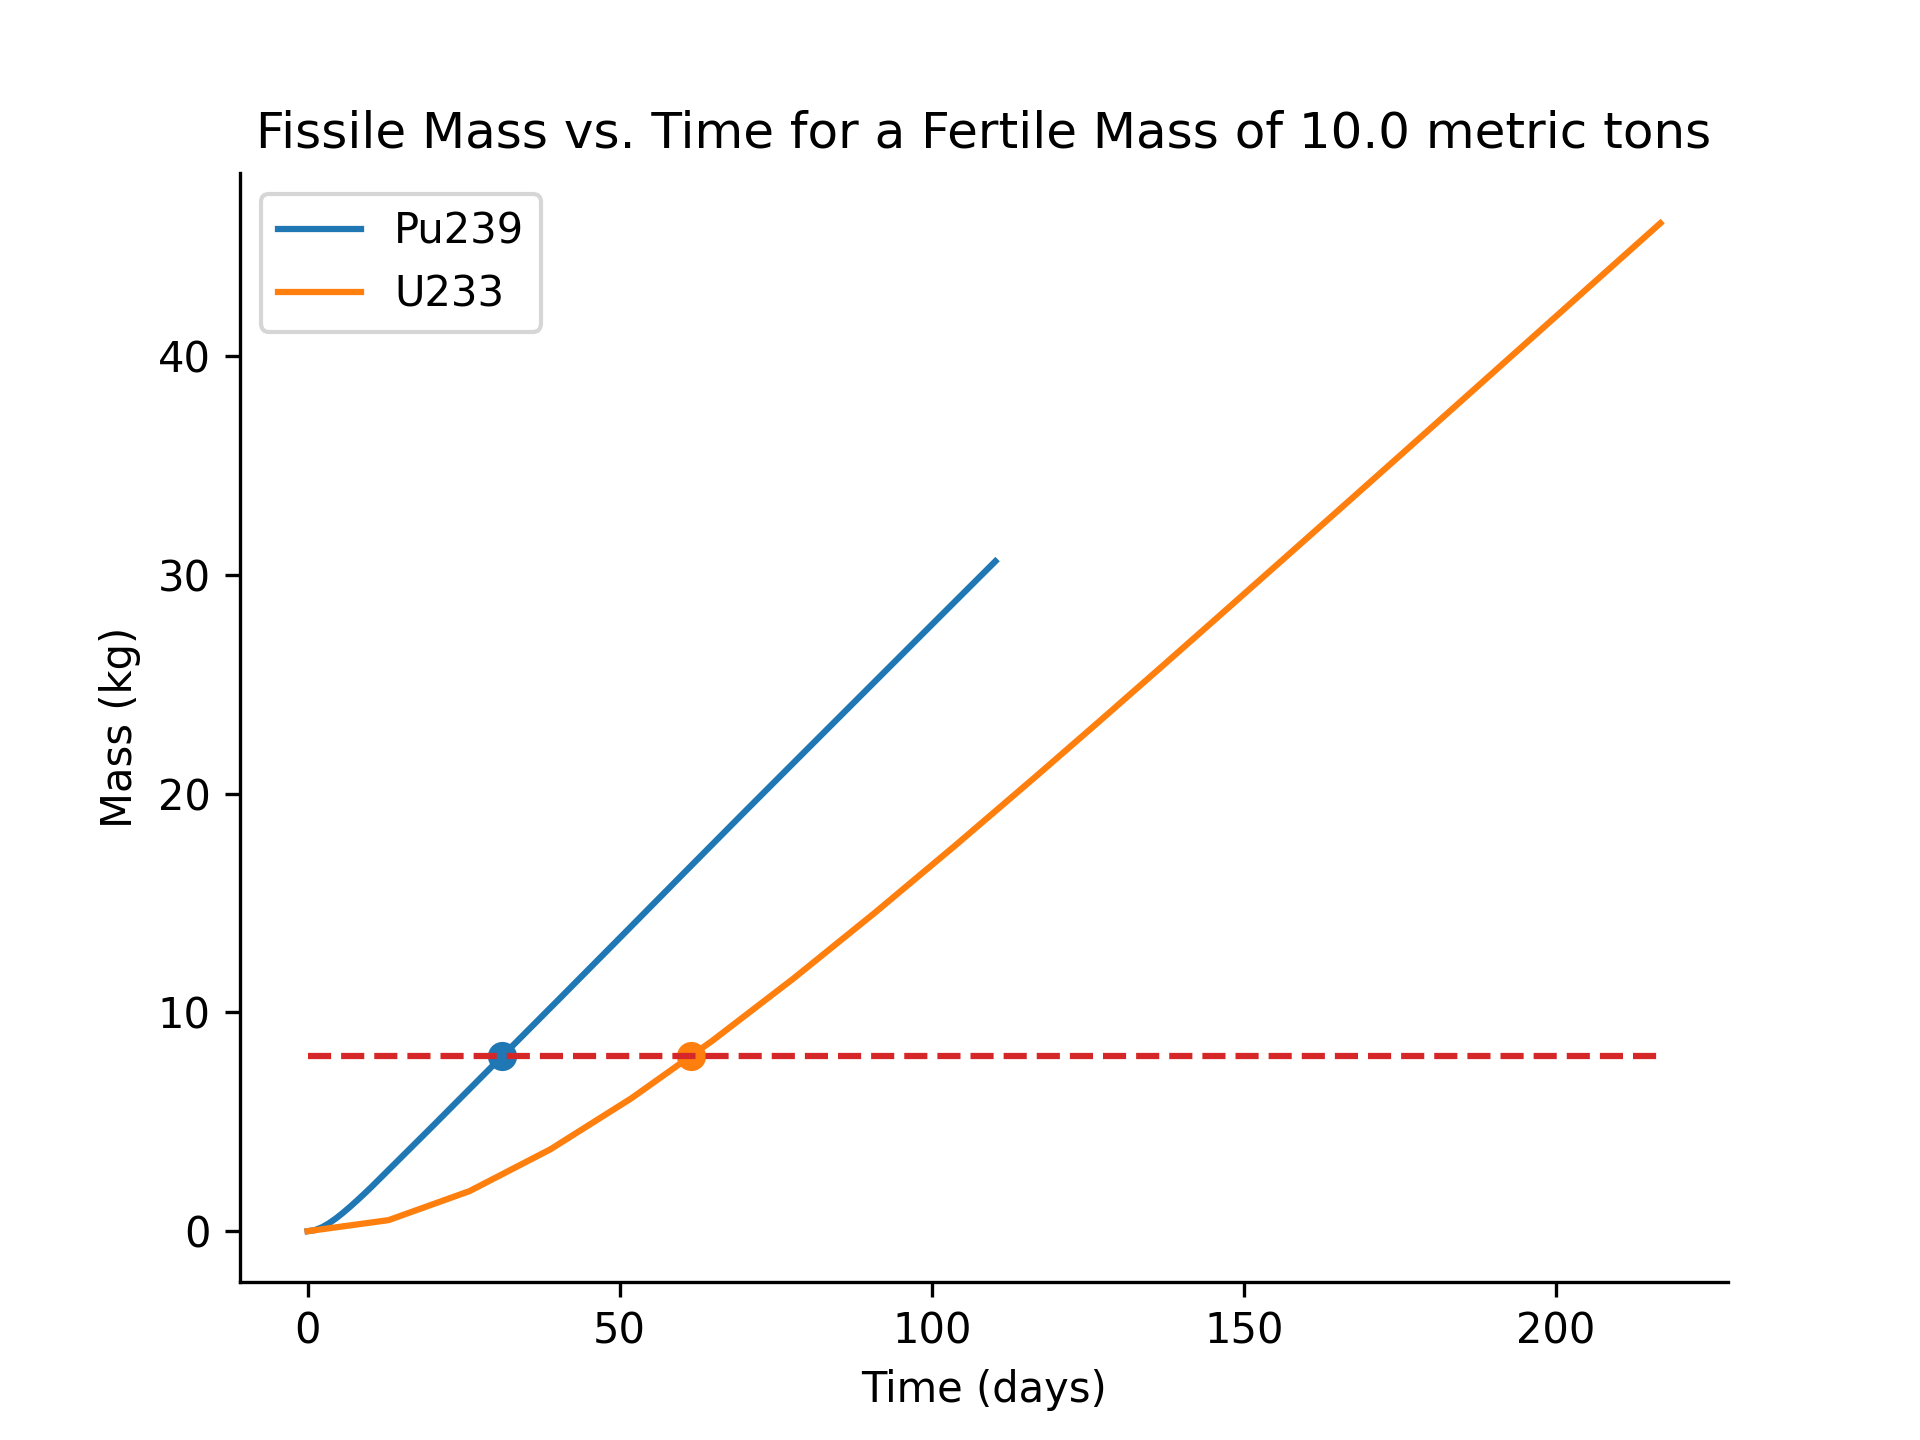 Fissile Mass vs. Time for a Fertile Mass of 10.0 metric tons
Pu239
U233
40
30
20
10
0
Mass (kg)
0 50 100 150 200
Time (days)